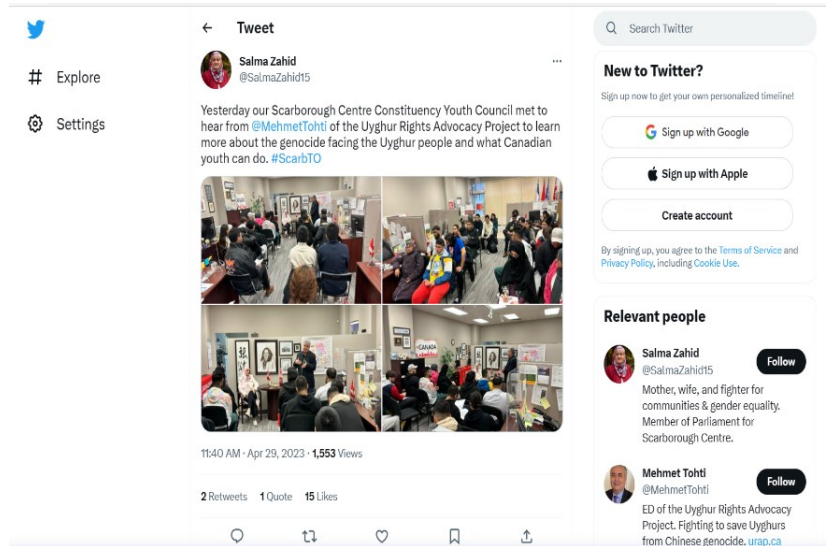 Explore
Settings
Tweet
Salma Zahid
@SalmaZahid15
Yesterday our Scarborough Centre Constituency Youth Council met to
hear from @MehmetTohti of the Uyghur Rights Advocacy Project to learn
more about the genocide facing the Uyghur people and what Canadian
youth can do. #ScarbTO
CANADA
11:40 AM · Apr 29, 2023 · 1,553 Views
2 Retweets 1 Quote 15 Likes
Search Twitter
New to Twitter?
Sign up now to get your own personalized timeline!
Sign up with Google
Sign up with Apple
Create account
By signing up, you agree to the Terms of Service and
Privacy Policy, including Cookie Use.
Relevant people
Salma Zahid
@SalmaZahid15
Follow
Mother, wife, and fighter for
communities & gender equality.
Member of Parliament for
Scarborough Centre.
Mehmet Tohti
@MehmetTohti
Follow
ED of the Uyghur Rights Advocacy
Project. Fighting to save Uyghurs
from Chinese genocide. urap.ca